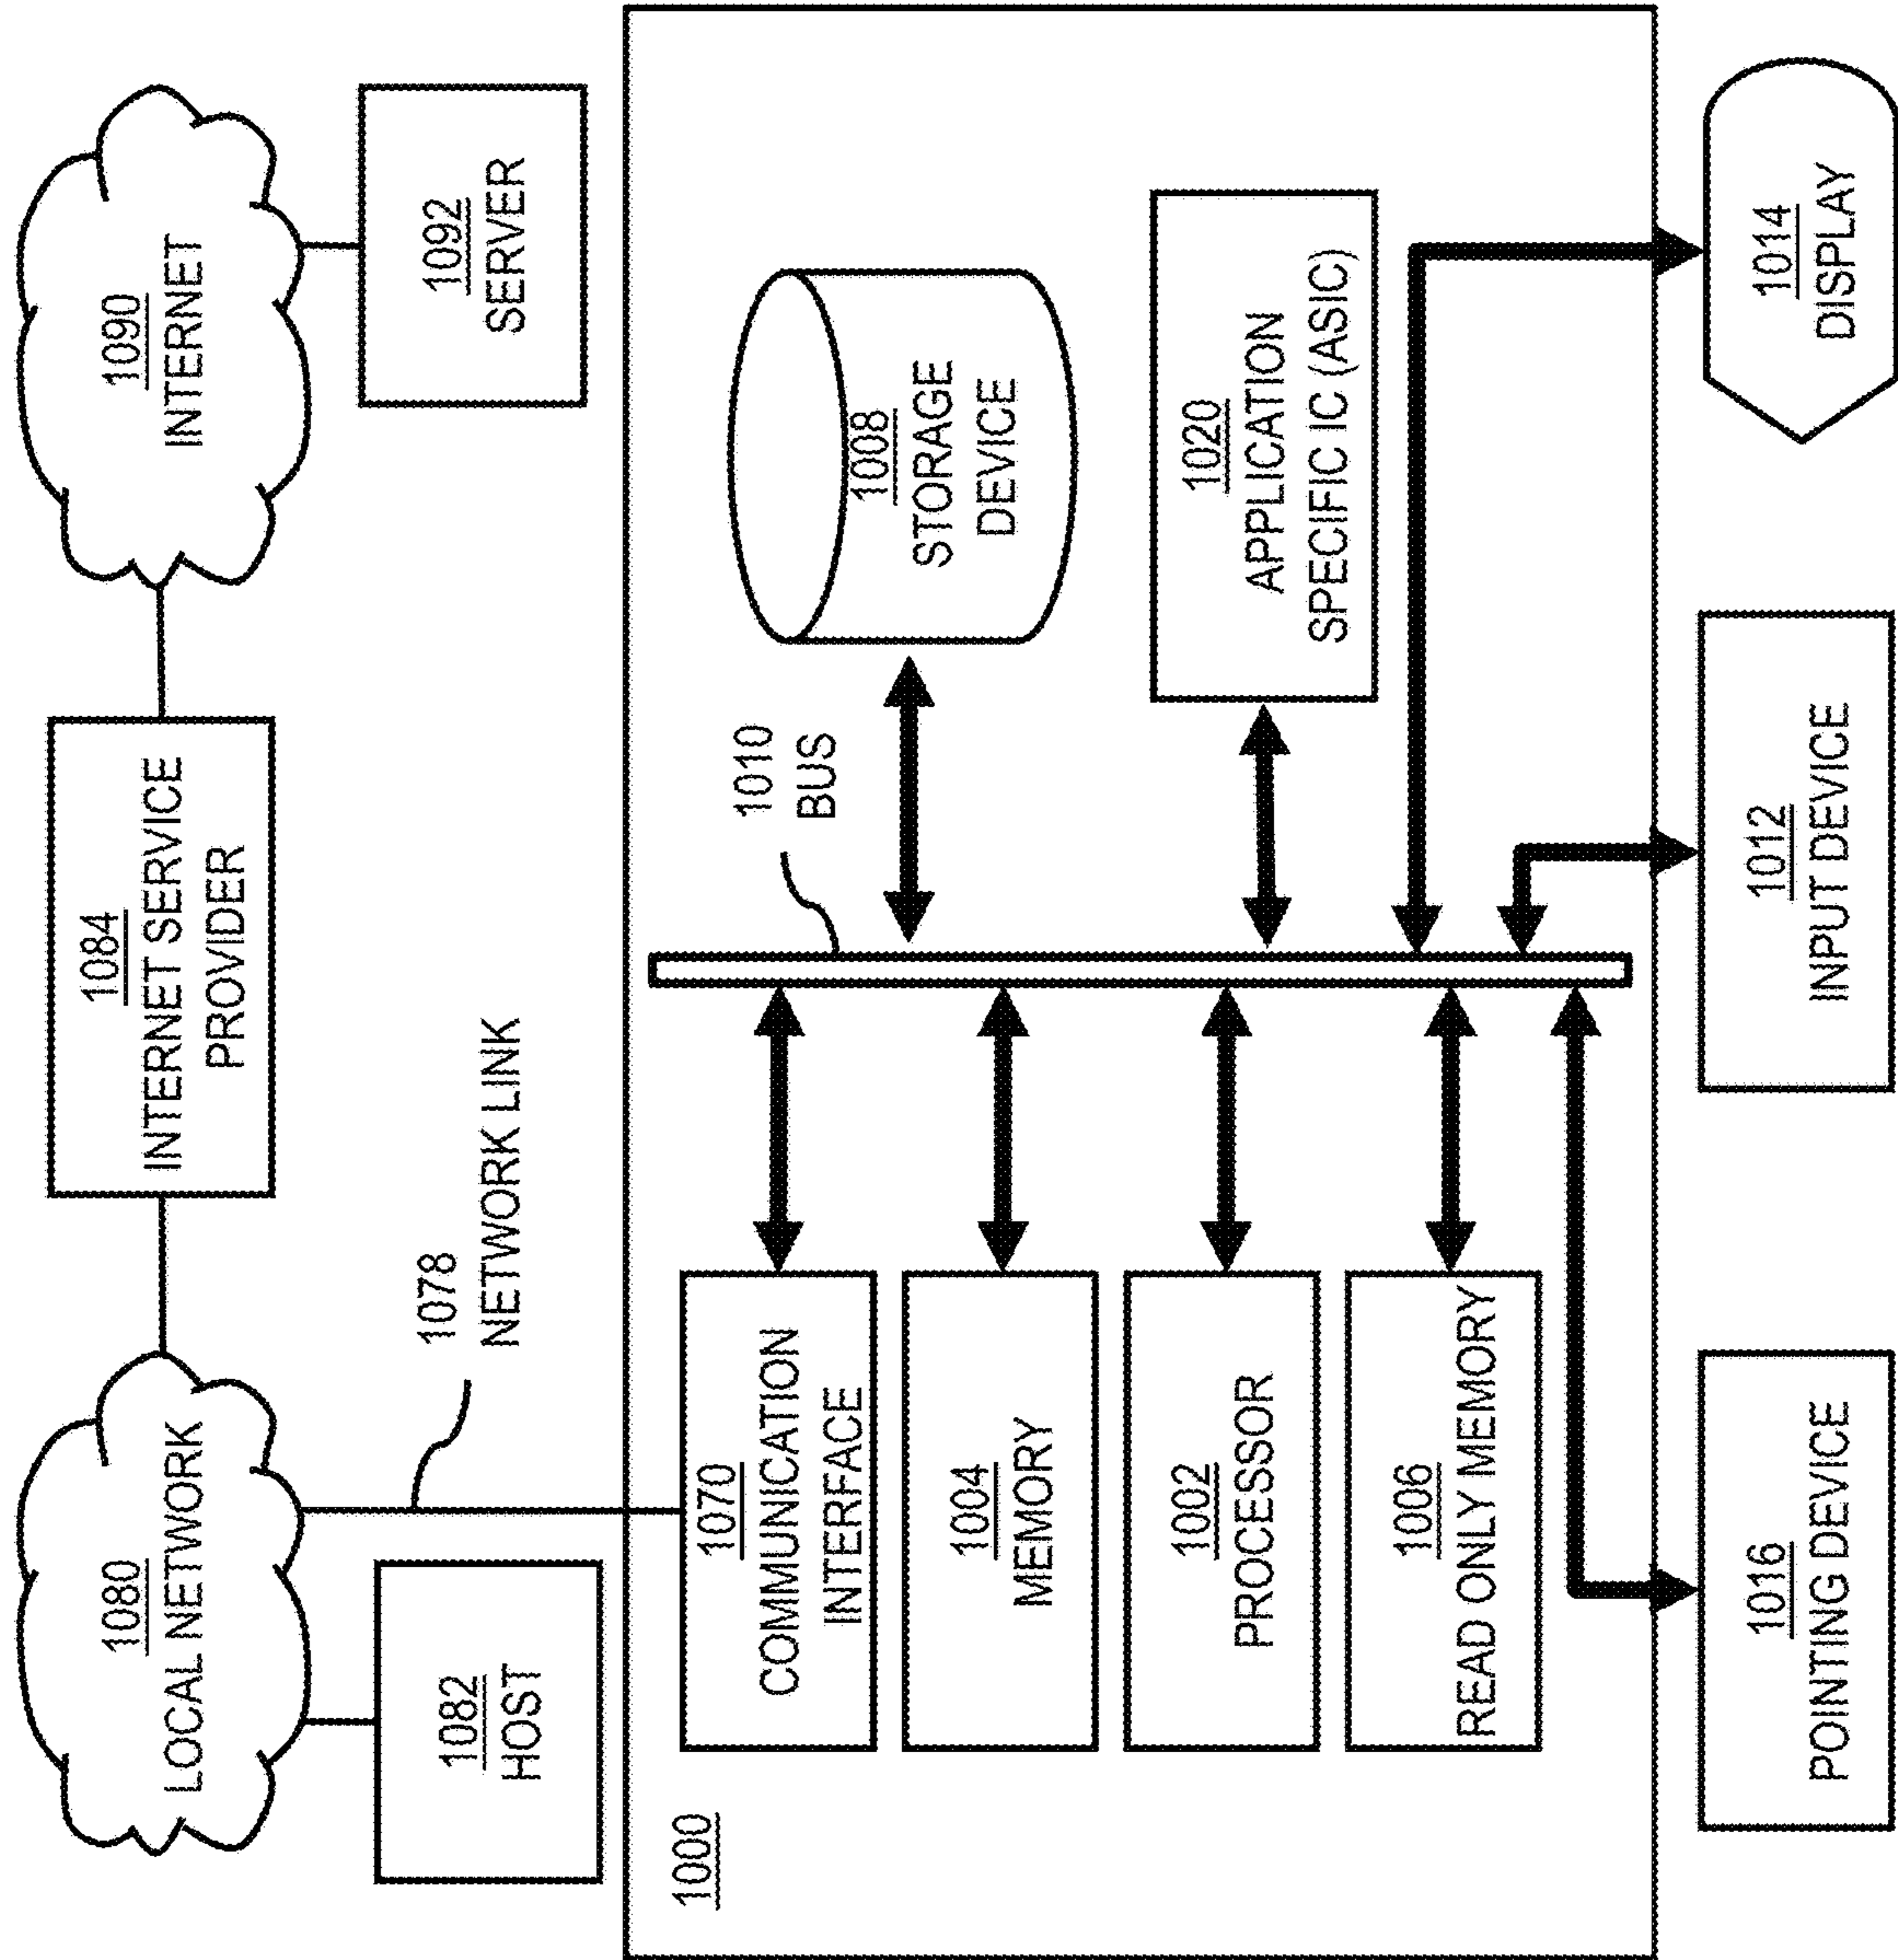 1080
LOCAL NETWORK
1084
INTERNET SERVICE
PROVIDER
1090
INTERNET
1082
HOST
1078
NETWORK LINK
1092
SERVER
1000
1070
COMMUNICATION
INTERFACE
1010
BUS
1008
STORAGE
DEVICE
1004
MEMORY
1002
PROCESSOR
1020
APPLICATION
SPECIFIC IC (ASIC)
1006
READ ONLY MEMORY
1016
POINTING DEVICE
1012
INPUT DEVICE
1014
DISPLAY